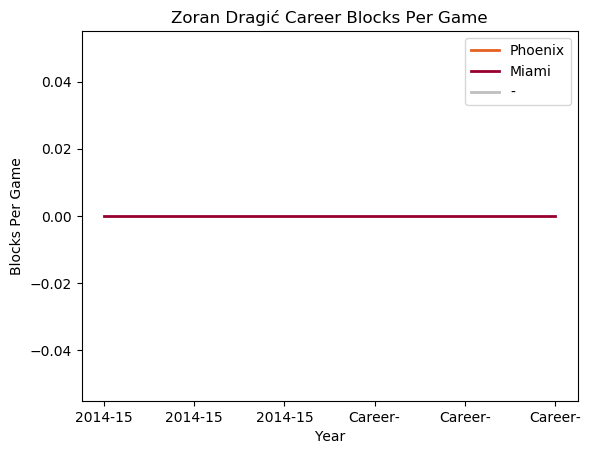 Zoran Dragić Career Blocks Per Game
Phoenix
Miami
-
Blocks Per Game
0.04
0.02
0.00
−0.02
−0.04
2014-15 2014-15 2014-15 Career- Career- Career-
Year